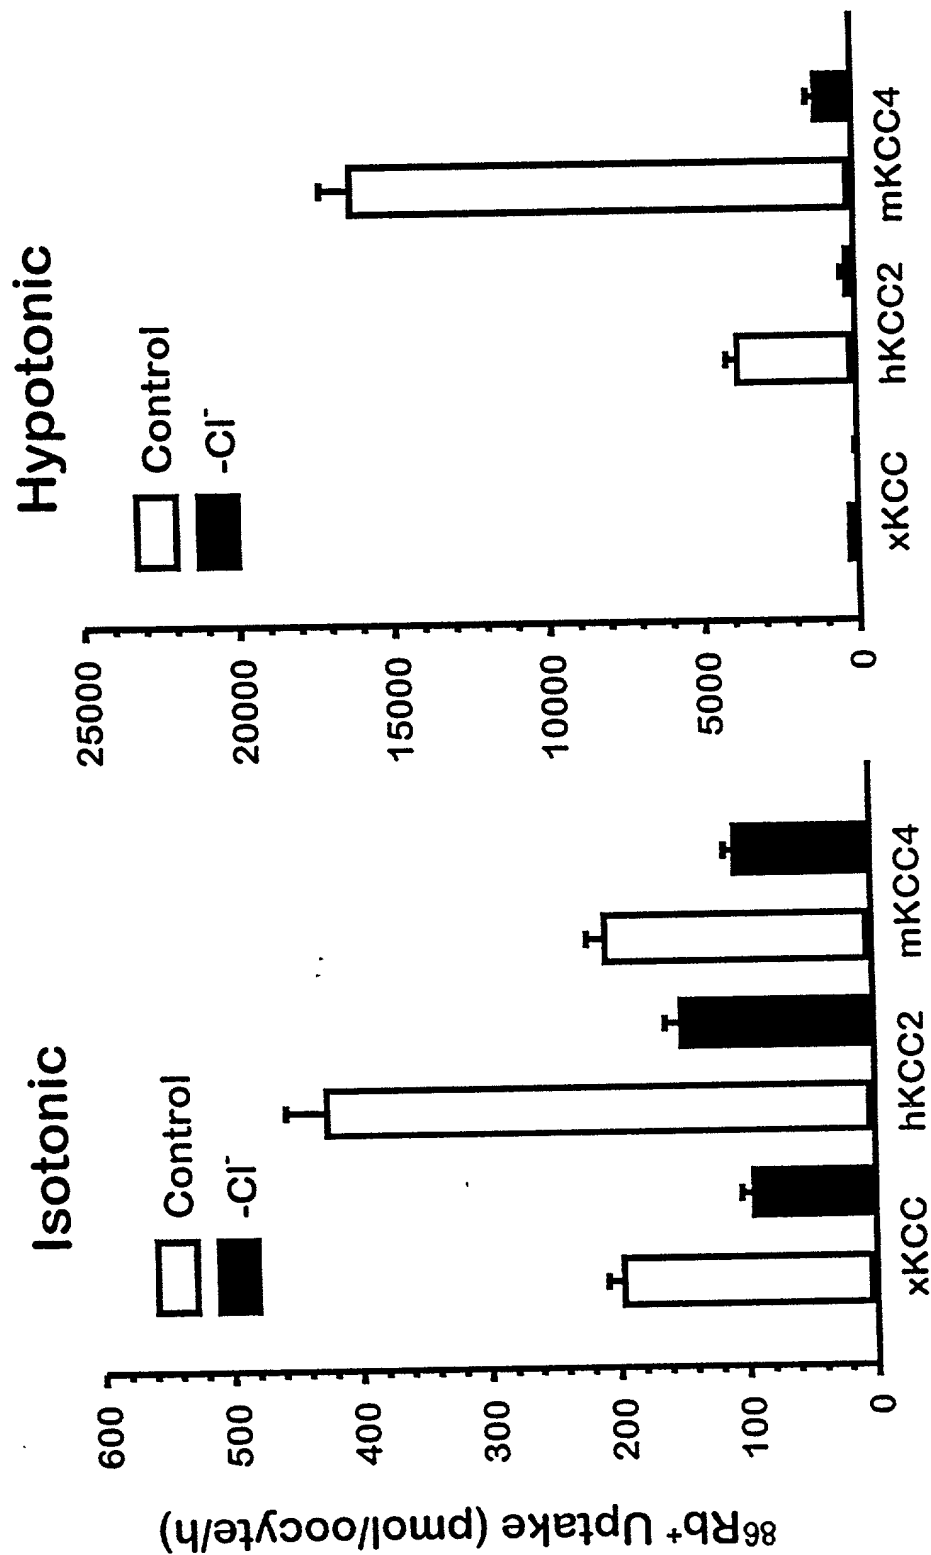 Isotonic
Control
-Cl⁻
⁸⁶Rb⁺ Uptake (pmol/oocyte/h)
600
500
400
300
200
100
0
xKCC hKCC2 mKCC4
Hypotonic
Control
-Cl⁻
25000
20000
15000
10000
5000
0
xKCC hKCC2 mKCC4